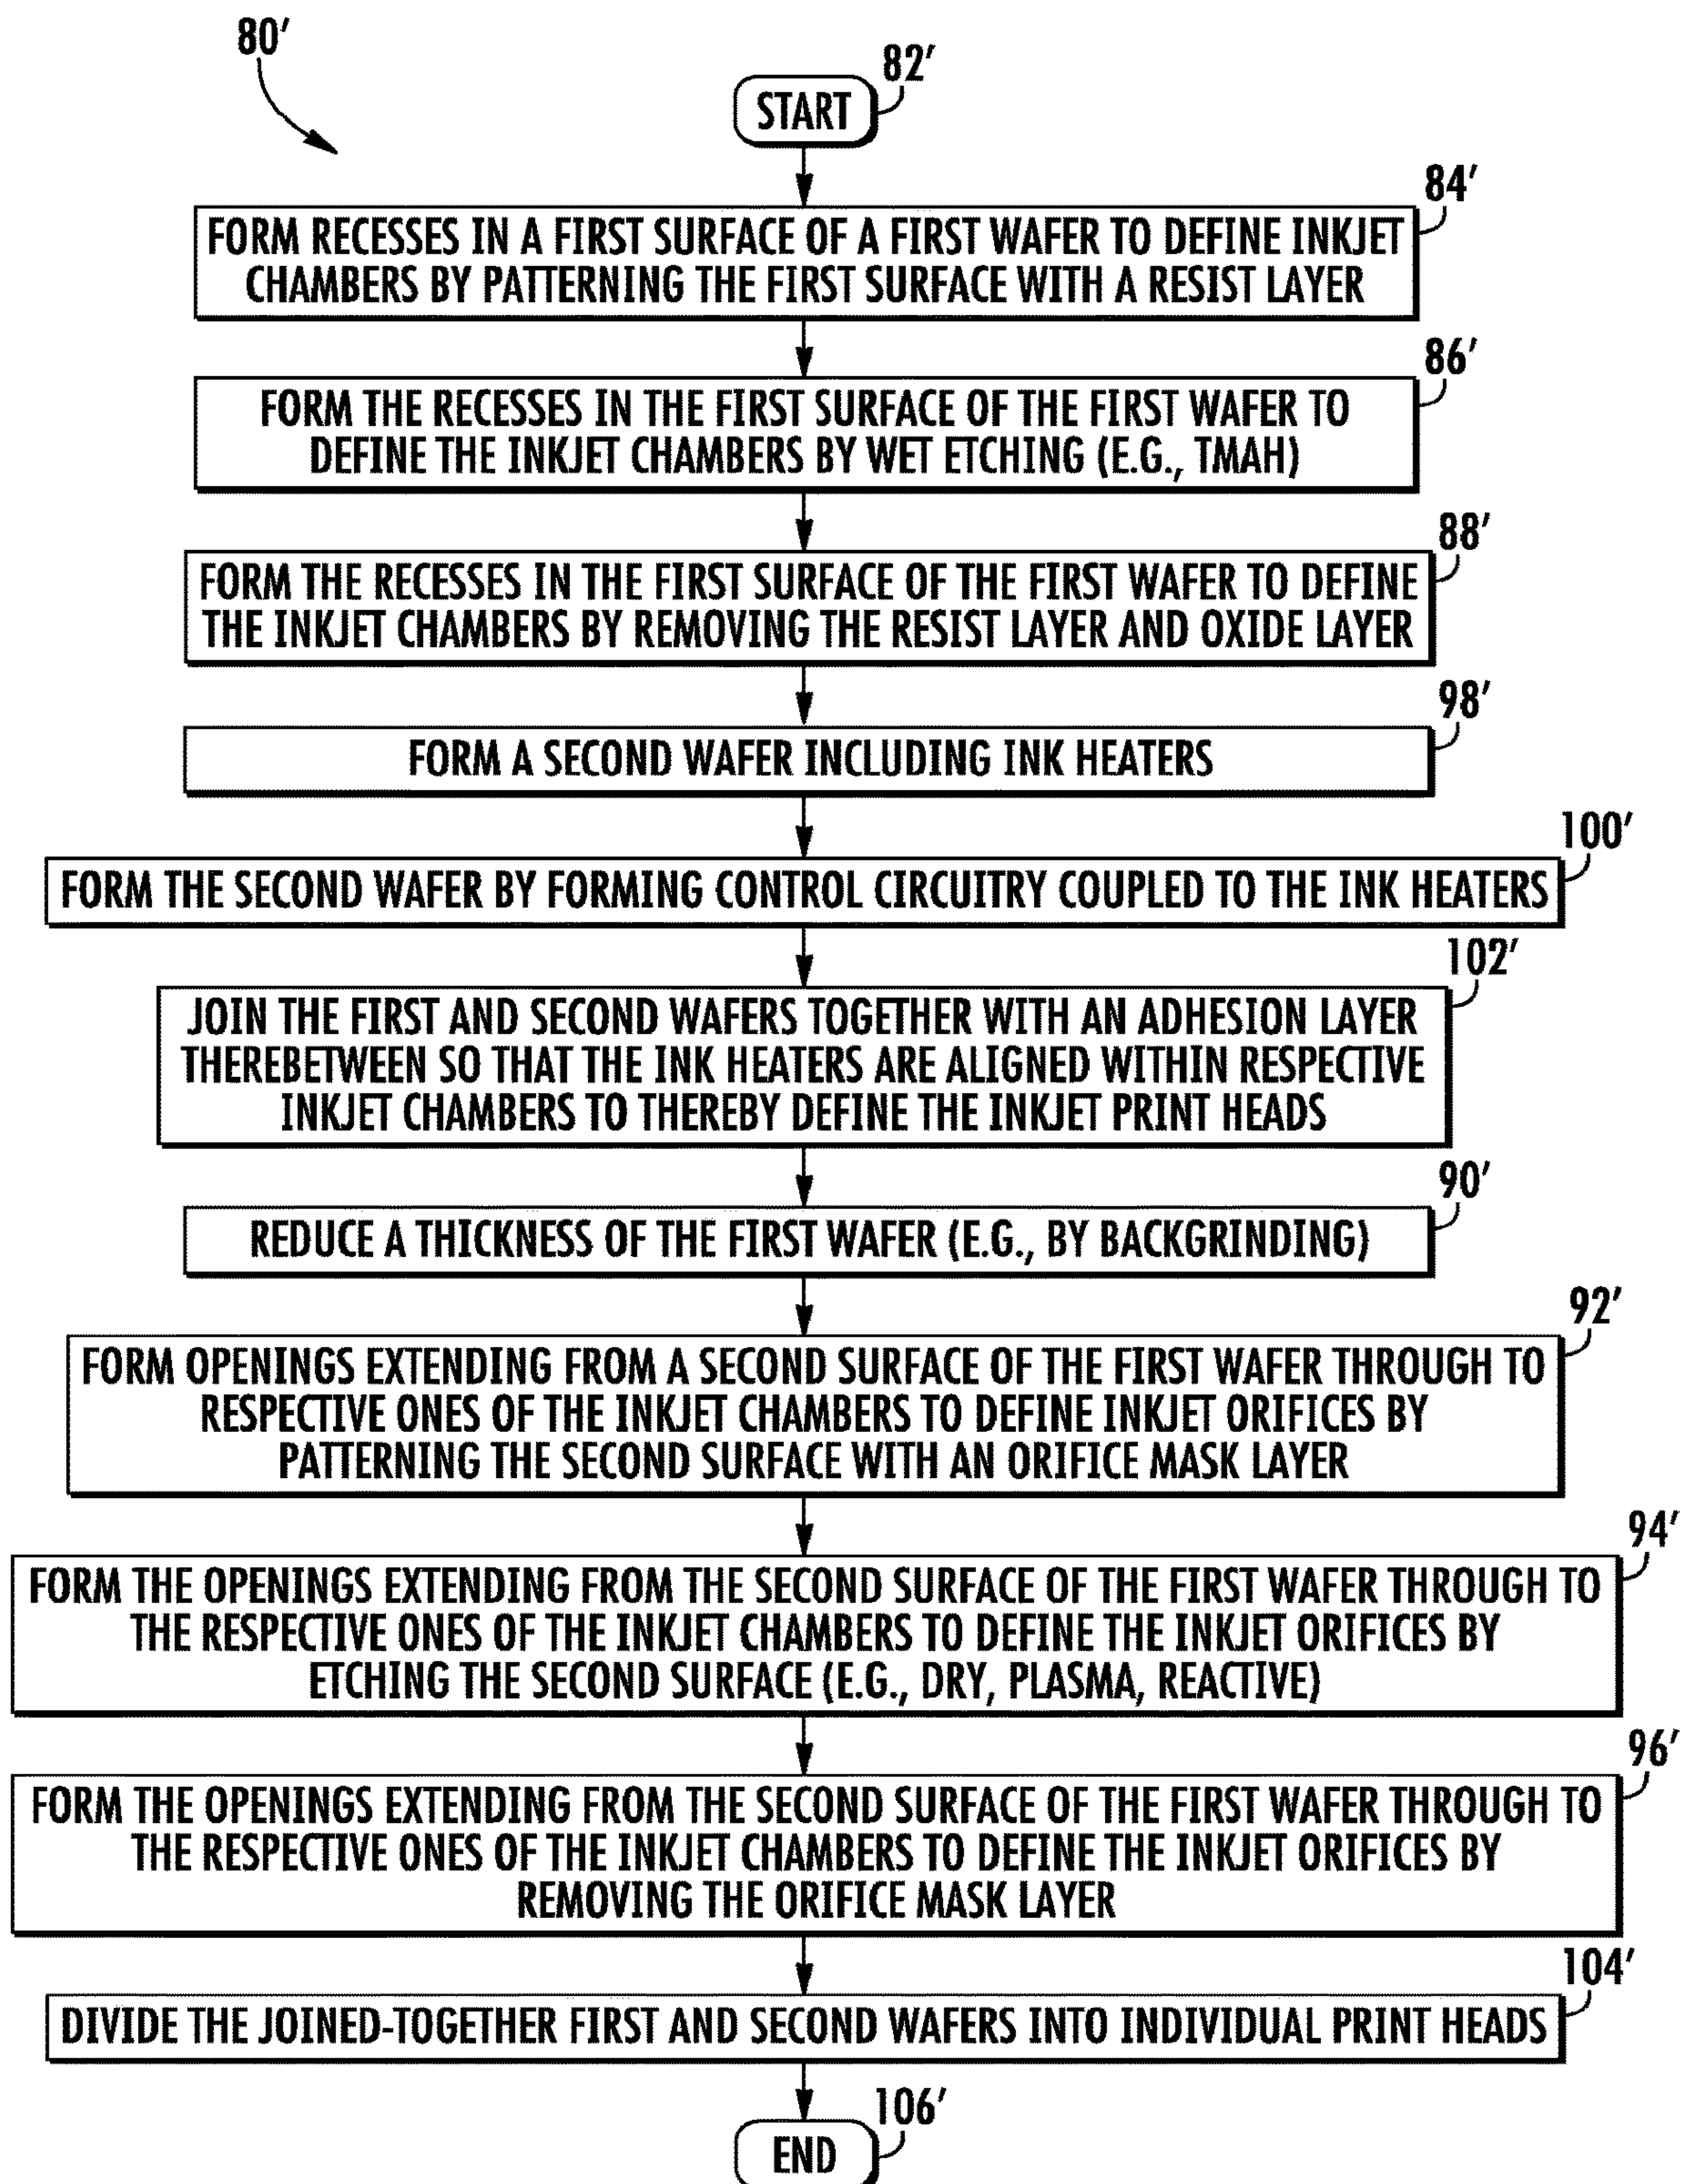 80'
82'
START
84'
FORM RECESSES IN A FIRST SURFACE OF A FIRST WAFER TO DEFINE INKJET
CHAMBERS BY PATTERNING THE FIRST SURFACE WITH A RESIST LAYER
86'
FORM THE RECESSES IN THE FIRST SURFACE OF THE FIRST WAFER TO
DEFINE THE INKJET CHAMBERS BY WET ETCHING (E.G., TMAH)
88'
FORM THE RECESSES IN THE FIRST SURFACE OF THE FIRST WAFER TO DEFINE
THE INKJET CHAMBERS BY REMOVING THE RESIST LAYER AND OXIDE LAYER
98'
FORM A SECOND WAFER INCLUDING INK HEATERS
100'
FORM THE SECOND WAFER BY FORMING CONTROL CIRCUITRY COUPLED TO THE INK HEATERS
102'
JOIN THE FIRST AND SECOND WAFERS TOGETHER WITH AN ADHESION LAYER
THEREBETWEEN SO THAT THE INK HEATERS ARE ALIGNED WITHIN RESPECTIVE
INKJET CHAMBERS TO THEREBY DEFINE THE INKJET PRINT HEADS
90'
REDUCE A THICKNESS OF THE FIRST WAFER (E.G., BY BACKGRINDING)
92'
FORM OPENINGS EXTENDING FROM A SECOND SURFACE OF THE FIRST WAFER THROUGH TO
RESPECTIVE ONES OF THE INKJET CHAMBERS TO DEFINE INKJET ORIFICES BY
PATTERNING THE SECOND SURFACE WITH AN ORIFICE MASK LAYER
94'
FORM THE OPENINGS EXTENDING FROM THE SECOND SURFACE OF THE FIRST WAFER THROUGH TO
THE RESPECTIVE ONES OF THE INKJET CHAMBERS TO DEFINE THE INKJET ORIFICES BY
ETCHING THE SECOND SURFACE (E.G., DRY, PLASMA, REACTIVE)
96'
FORM THE OPENINGS EXTENDING FROM THE SECOND SURFACE OF THE FIRST WAFER THROUGH TO
THE RESPECTIVE ONES OF THE INKJET CHAMBERS TO DEFINE THE INKJET ORIFICES BY
REMOVING THE ORIFICE MASK LAYER
104'
DIVIDE THE JOINED-TOGETHER FIRST AND SECOND WAFERS INTO INDIVIDUAL PRINT HEADS
106'
END